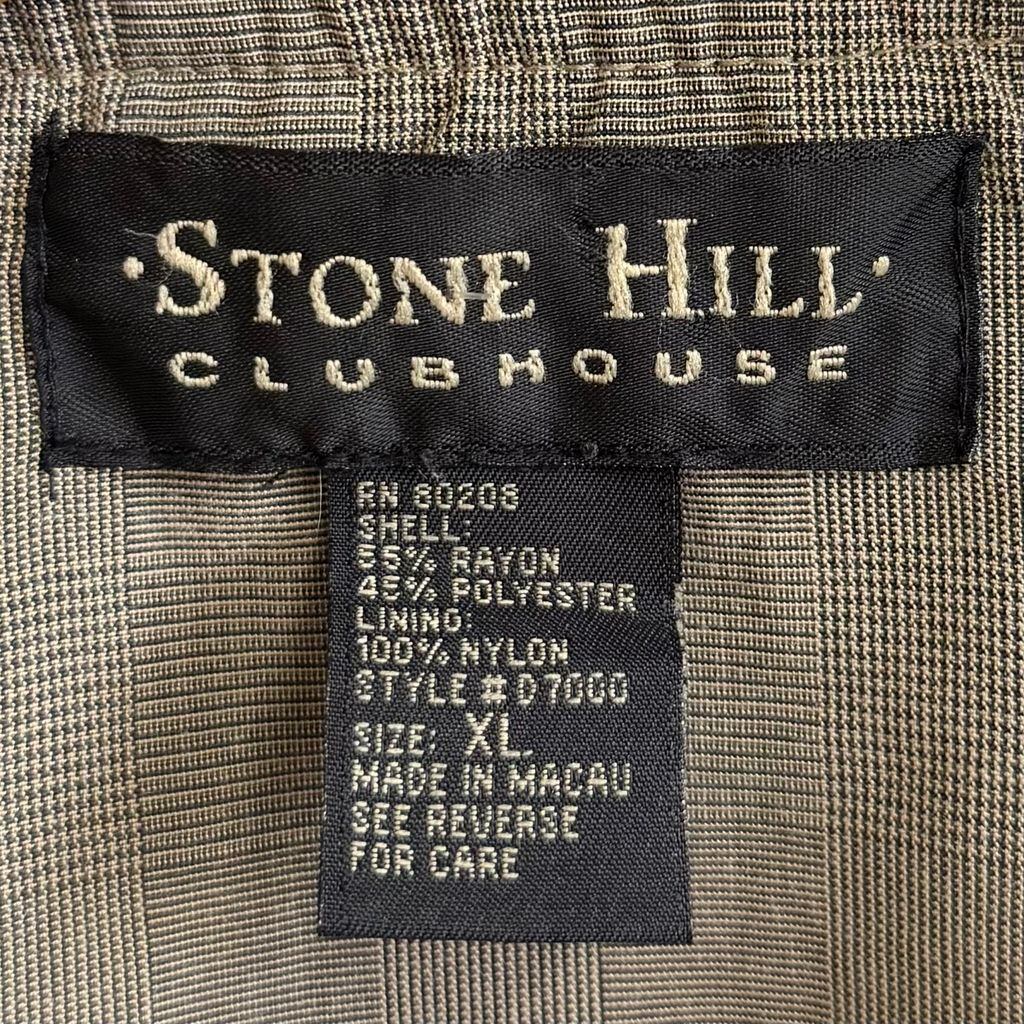 ·STONE HILL·
CLUBHOUSE
RN 80208
SHELL:
55% RAYON
45% POLYESTER
LINING:
100% NYLON
STYLE # D7000
SIZE: XL
MADE IN MACAU
SEE REVERSE
FOR CARE